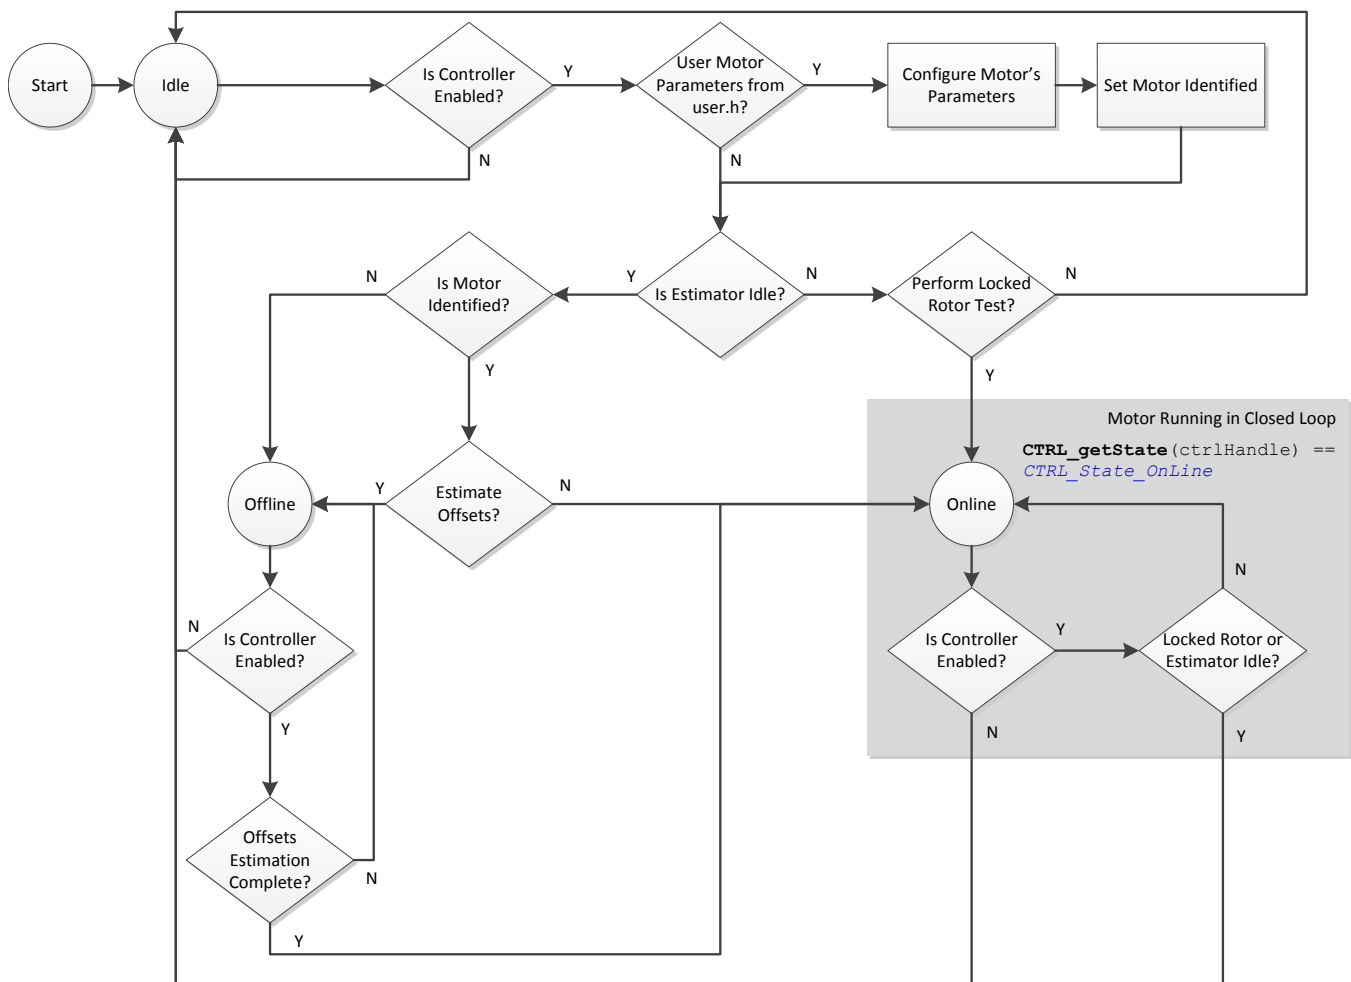 Start
Idle
Is Controller
Enabled?
Y
User Motor
Parameters from
user.h?
Y
Configure Motor's
Parameters
Set Motor Identified
N
N
N
Is Motor
Identified?
Y
Is Estimator Idle?
N
Perform Locked
Rotor Test?
N
Y
Y
Motor Running in Closed Loop
CTRL_getState(ctrlHandle) ==
CTRL_State_OnLine
Offline
Y
Estimate
Offsets?
N
Online
N
N
Is Controller
Enabled?
Is Controller
Enabled?
Y
Locked Rotor or
Estimator Idle?
Y
N
Y
Offsets
Estimation
Complete?
N
Y